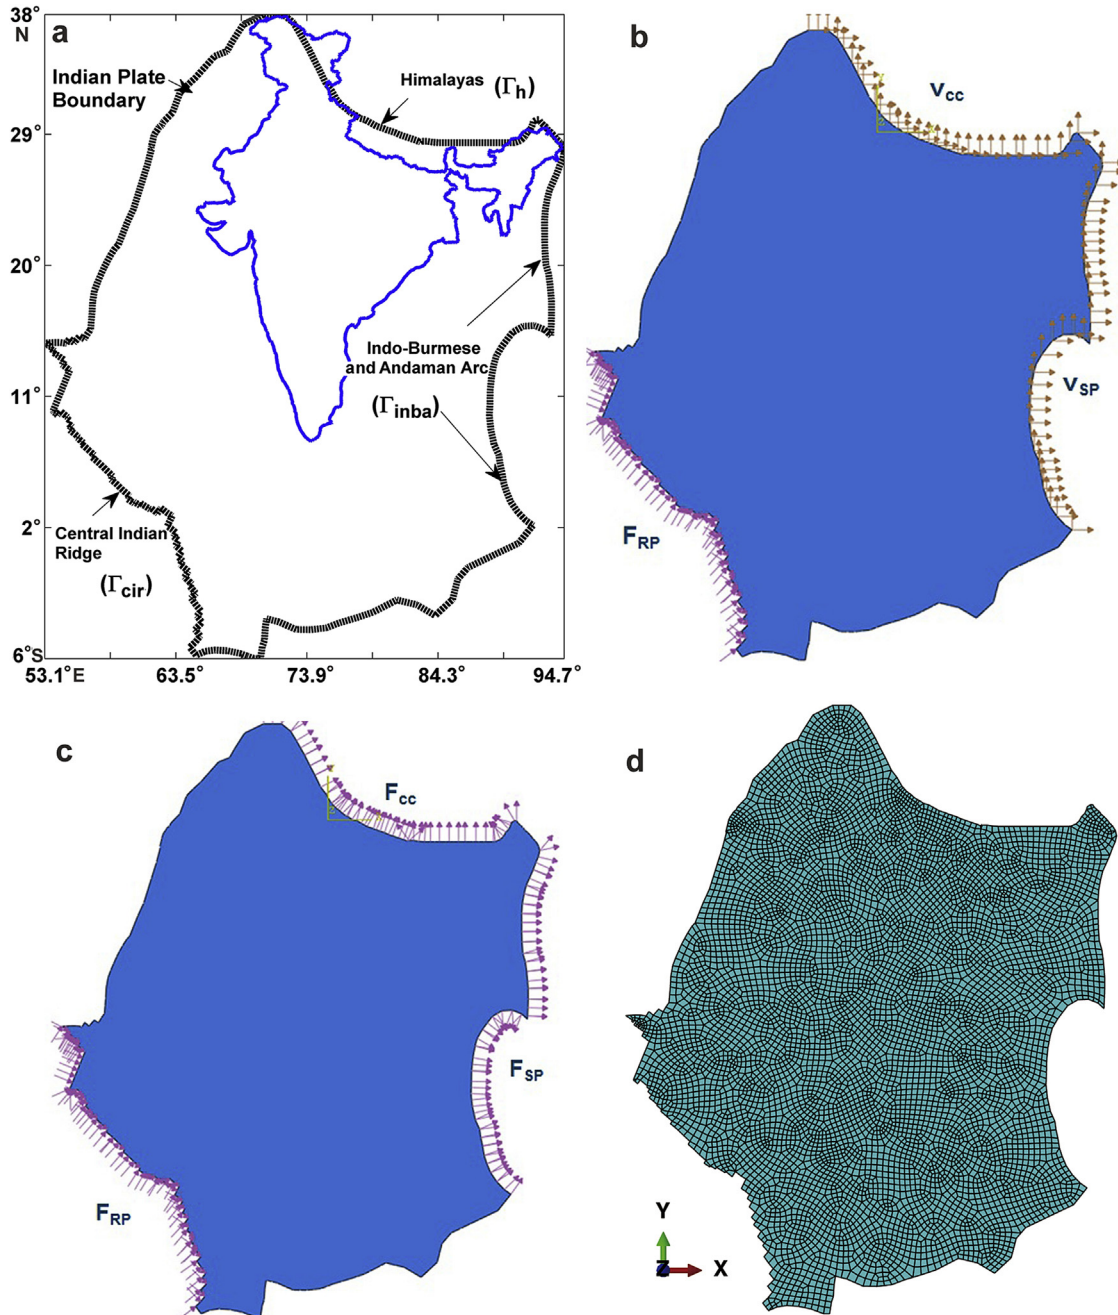 a
38°
N
Indian Plate
Boundary
Himalayas
(Γh)
29°
20°
Indo-Burmese
and Andaman Arc
(Γinba)
11°
2°
Central Indian
Ridge
(Γcir)
6°S
53.1°E 63.5° 73.9° 84.3° 94.7°
b
VCC
VSP
FRP
c
FCC
FSP
FRP
d
Y
Z X